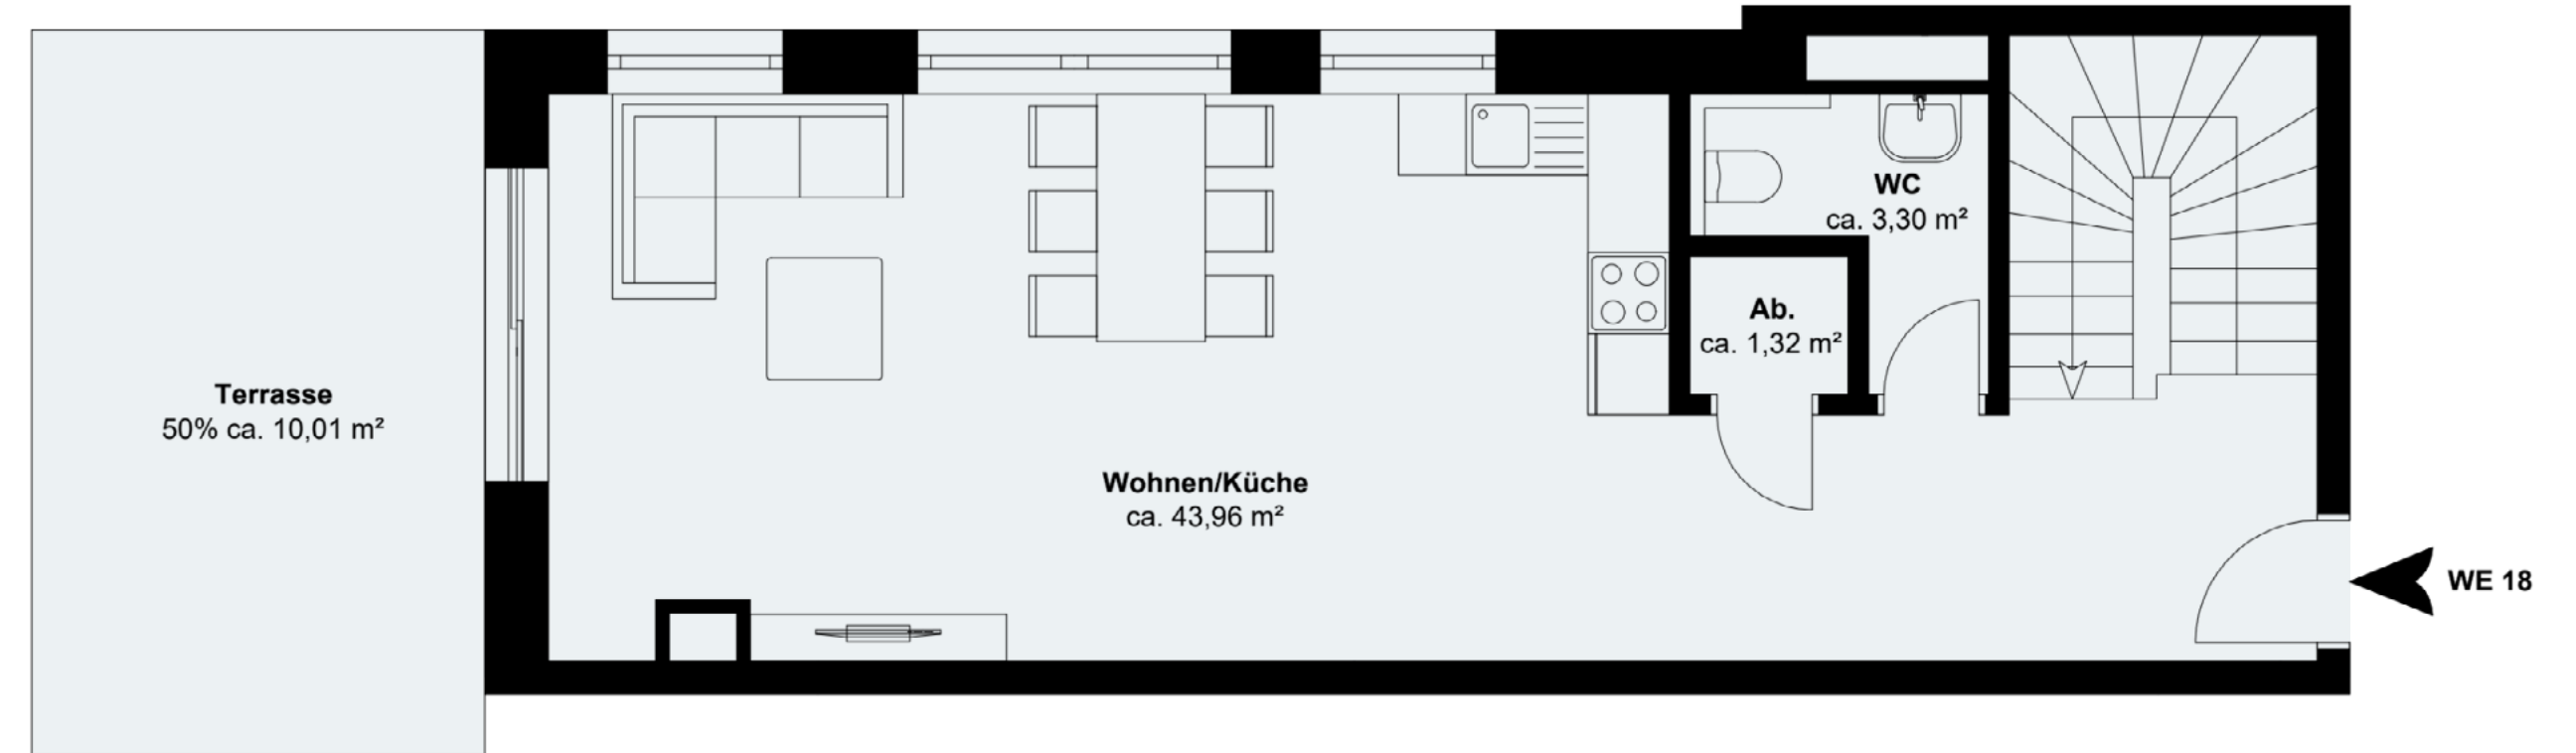 WC
ca. 3,30 m²
Ab.
ca. 1,32 m²
Terrasse
50% ca. 10,01 m²
Wohnen/Küche
ca. 43,96 m²
WE 18